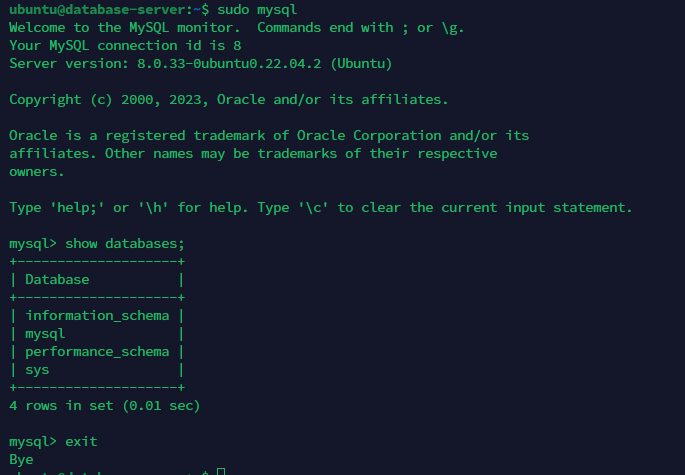 ubuntu@database-server:~$ sudo mysql
Welcome to the MySQL monitor.  Commands end with ; or \g.
Your MySQL connection id is 8
Server version: 8.0.33-0ubuntu0.22.04.2 (Ubuntu)
Copyright (c) 2000, 2023, Oracle and/or its affiliates.
Oracle is a registered trademark of Oracle Corporation and/or its
affiliates. Other names may be trademarks of their respective
owners.
Type 'help;' or '\h' for help. Type '\c' to clear the current input statement.
mysql> show databases;
+--------------------+
| Database           |
+--------------------+
| information_schema |
| mysql              |
| performance_schema |
| sys                |
+--------------------+
4 rows in set (0.01 sec)
mysql> exit
Bye